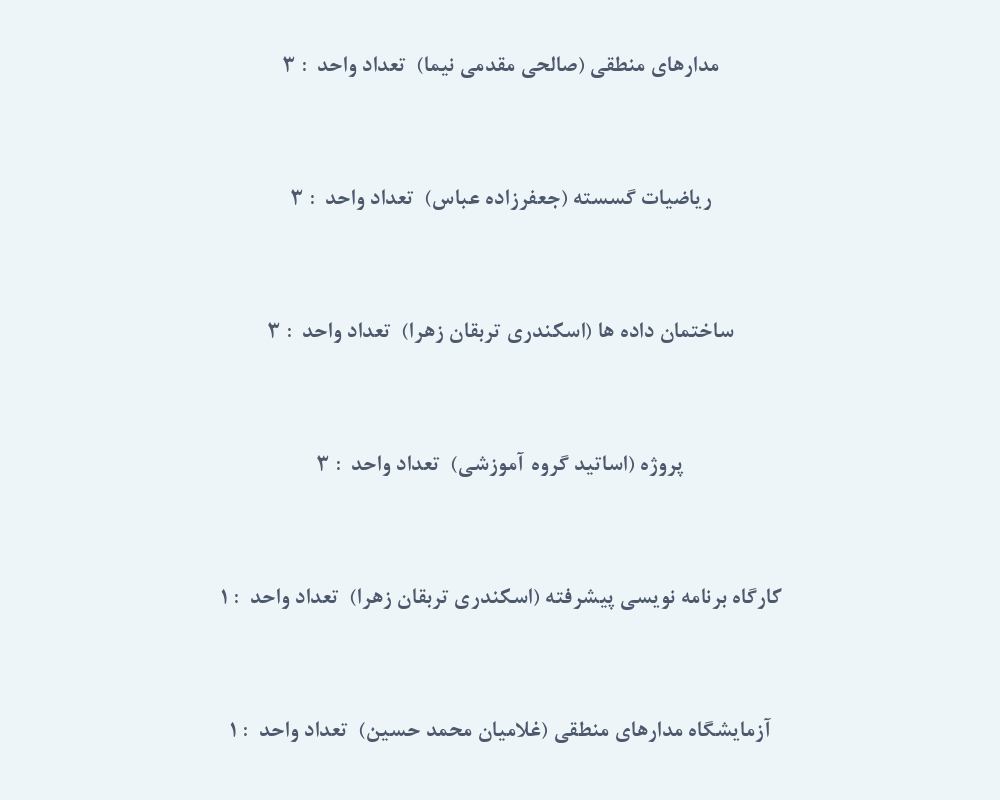 مدارهای منطقی (صالحی مقدمی نیما)  تعداد واحد  : ۳
ریاضیات گسسته (جعفرزاده عباس)  تعداد واحد  : ۳
ساختمان داده ها (اسکندری تربقان زهرا)  تعداد واحد  : ۳
پروژه (اساتید گروه آموزشی)  تعداد واحد  : ۳
کارگاه برنامه نویسی پیشرفته (اسکندری تربقان زهرا)  تعداد واحد  : ۱
آزمایشگاه مدارهای منطقی (غلامیان محمد حسین)  تعداد واحد  : ۱